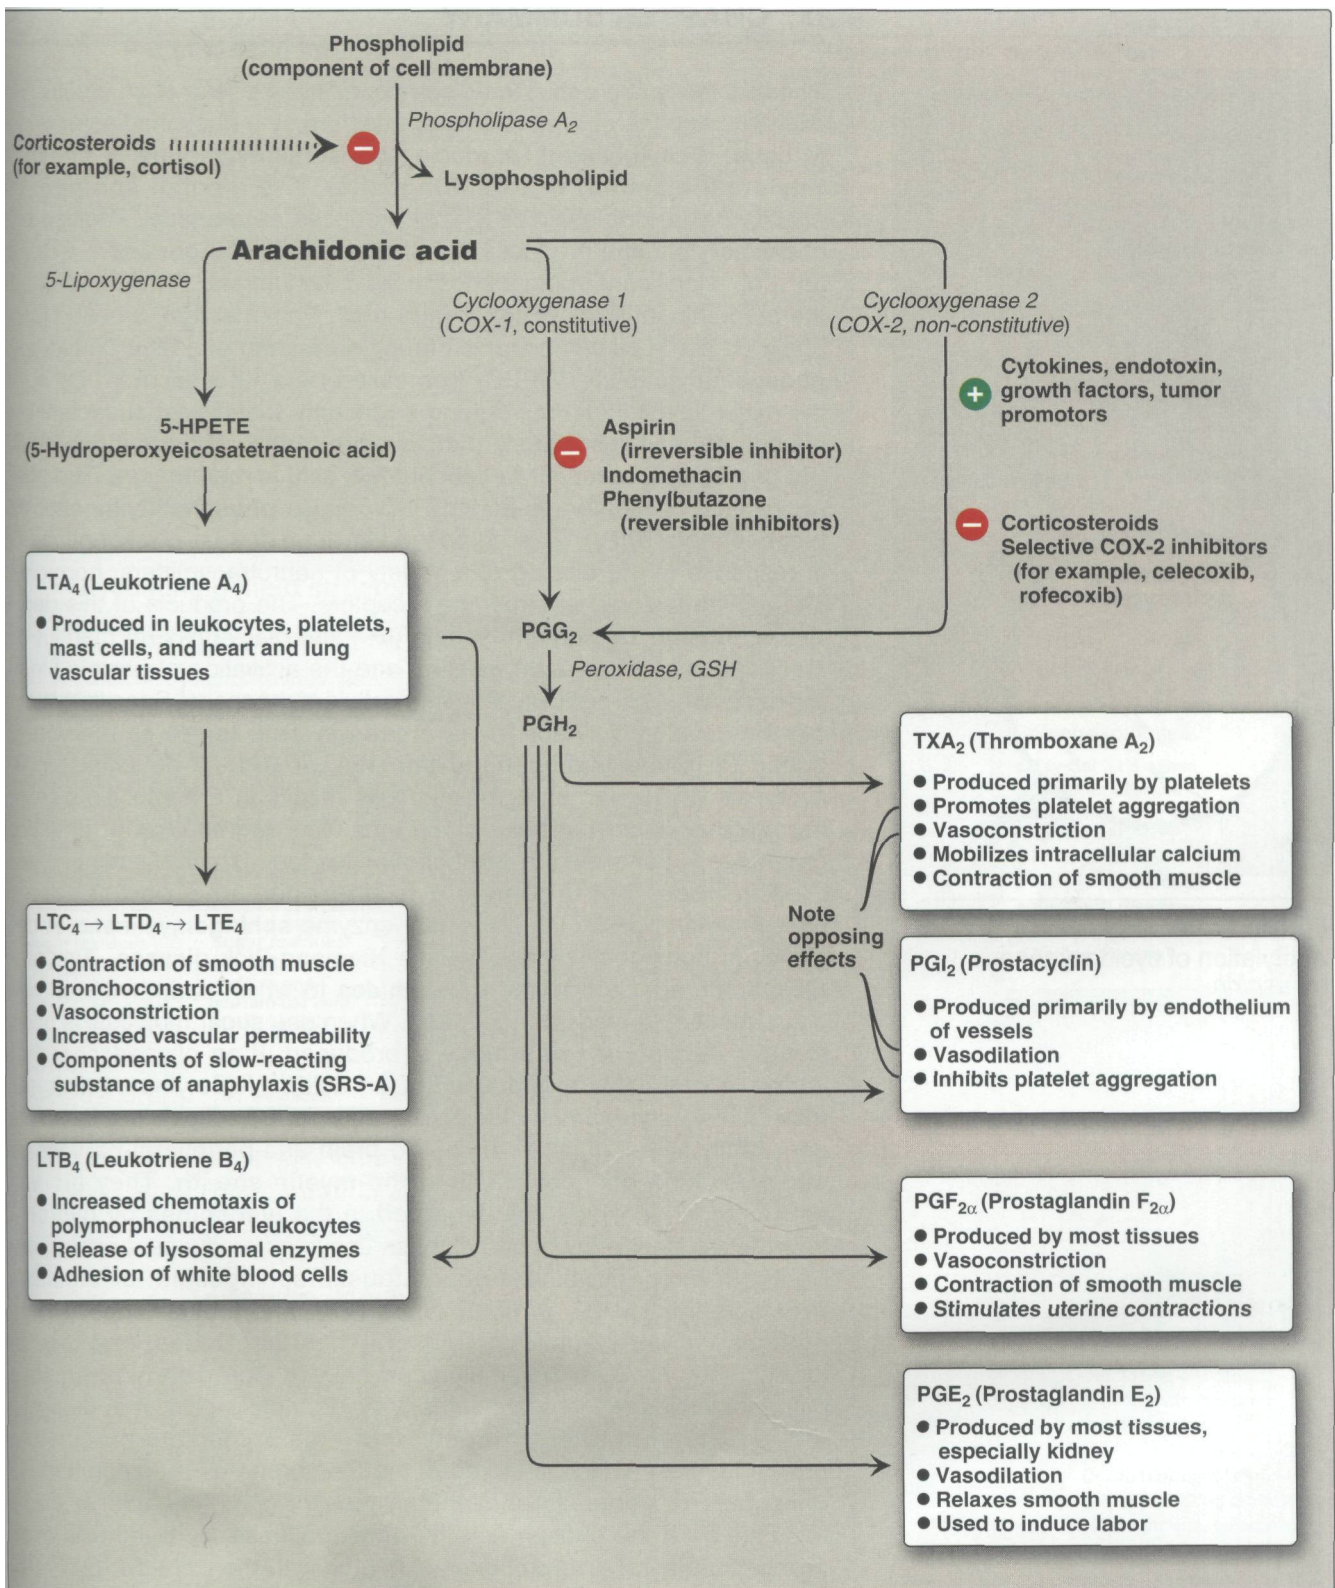 Phospholipid
(component of cell membrane)
Phospholipase A₂
Corticosteroids
(for example, cortisol)
Lysophospholipid
Arachidonic acid
5-Lipoxygenase
Cyclooxygenase 1
(COX-1, constitutive)
Cyclooxygenase 2
(COX-2, non-constitutive)
+
Cytokines, endotoxin,
growth factors, tumor
promotors
5-HPETE
(5-Hydroperoxyeicosatetraenoic acid)
Aspirin
(irreversible inhibitor)
Indomethacin
Phenylbutazone
(reversible inhibitors)
Corticosteroids
Selective COX-2 inhibitors
(for example, celecoxib,
rofecoxib)
LTA₄ (Leukotriene A₄)
● Produced in leukocytes, platelets,
mast cells, and heart and lung
vascular tissues
PGG₂
Peroxidase, GSH
PGH₂
TXA₂ (Thromboxane A₂)
● Produced primarily by platelets
● Promotes platelet aggregation
● Vasoconstriction
● Mobilizes intracellular calcium
● Contraction of smooth muscle
Note
opposing
effects
LTC₄ → LTD₄ → LTE₄
● Contraction of smooth muscle
● Bronchoconstriction
● Vasoconstriction
● Increased vascular permeability
● Components of slow-reacting
substance of anaphylaxis (SRS-A)
PGI₂ (Prostacyclin)
● Produced primarily by endothelium
of vessels
● Vasodilation
● Inhibits platelet aggregation
LTB₄ (Leukotriene B₄)
● Increased chemotaxis of
polymorphonuclear leukocytes
● Release of lysosomal enzymes
● Adhesion of white blood cells
PGF₂α (Prostaglandin F₂α)
● Produced by most tissues
● Vasoconstriction
● Contraction of smooth muscle
● Stimulates uterine contractions
PGE₂ (Prostaglandin E₂)
● Produced by most tissues,
especially kidney
● Vasodilation
● Relaxes smooth muscle
● Used to induce labor